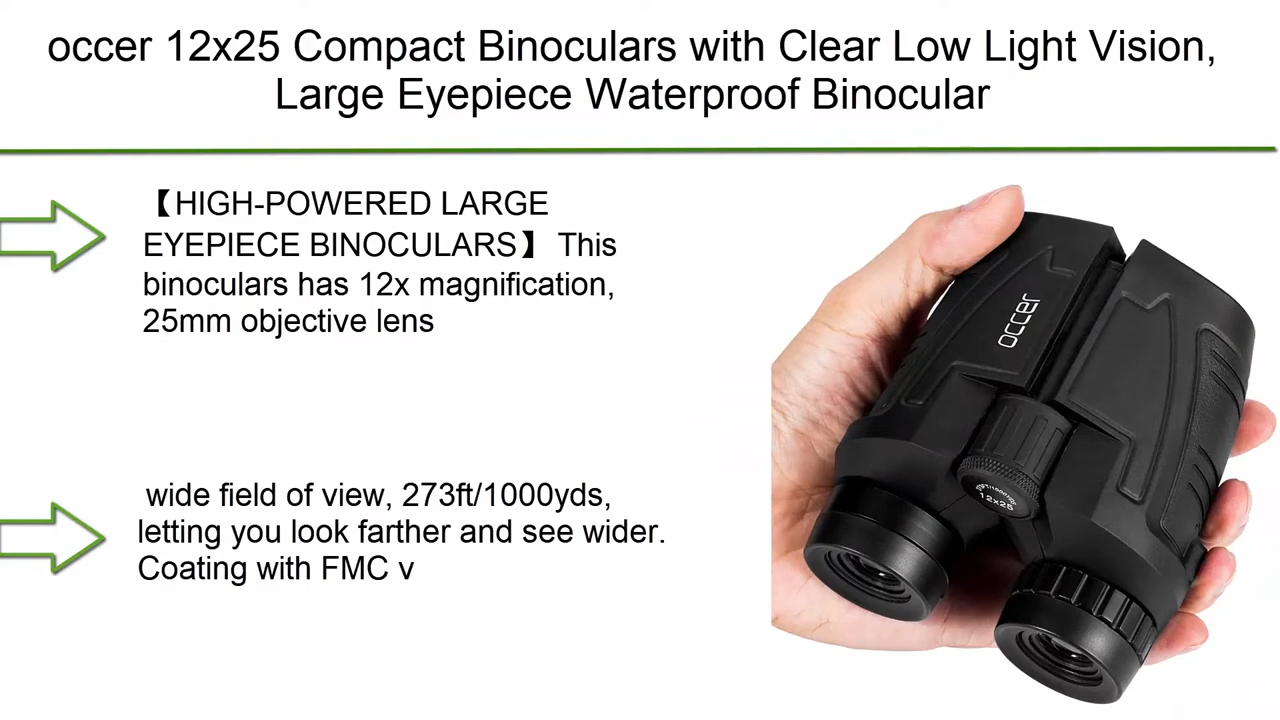 occer 12x25 Compact Binoculars with Clear Low Light Vision,
Large Eyepiece Waterproof Binocular
【HIGH-POWERED LARGE
EYEPIECE BINOCULARS】 This
binoculars has 12x magnification,
25mm objective lens
wide field of view, 273ft/1000yds,
letting you look farther and see wider.
Coating with FMC v
occer
12x25